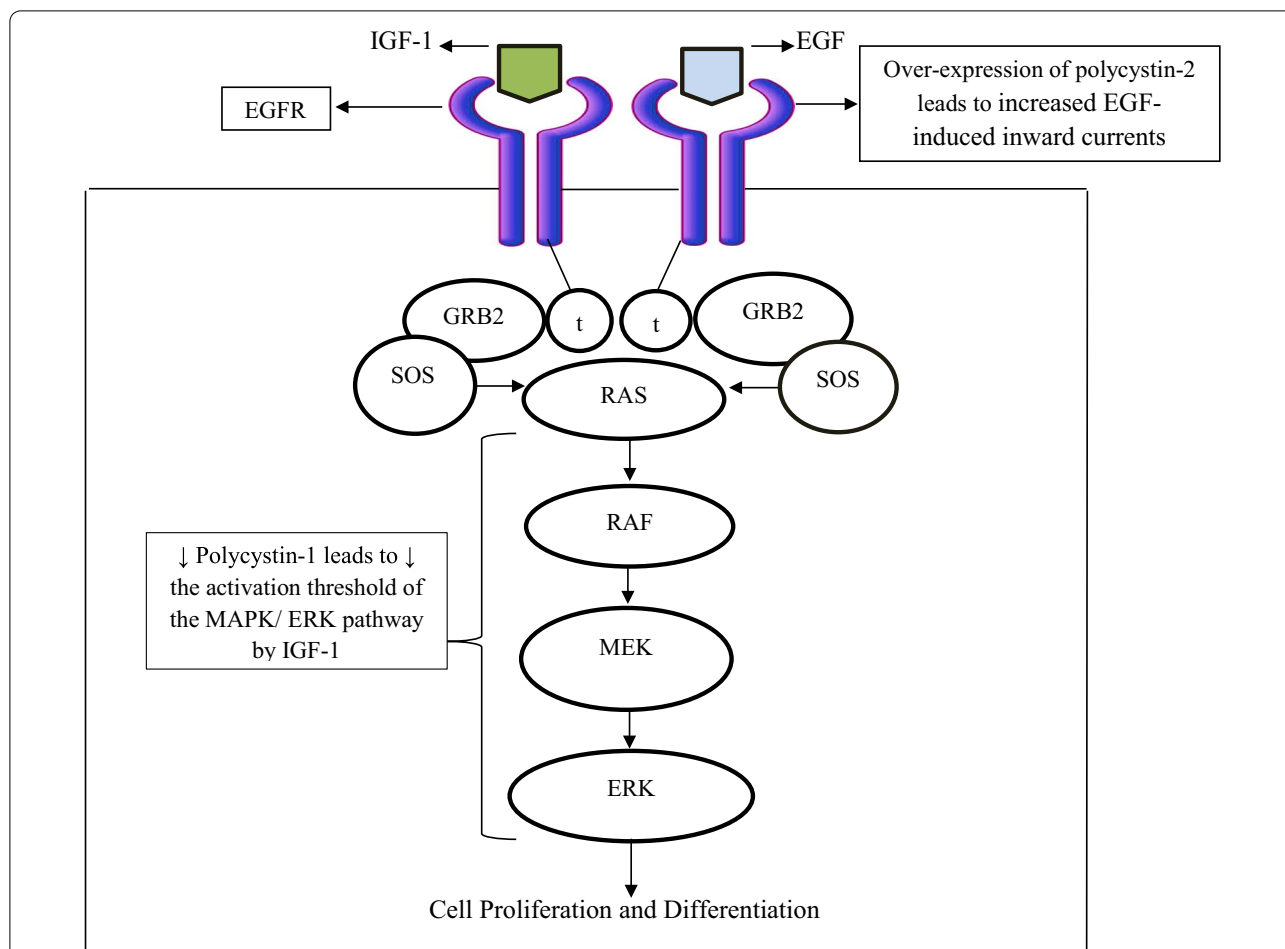 IGF-1
EGF
EGFR
Over-expression of polycystin-2
leads to increased EGF-
induced inward currents
GRB2
t
t
GRB2
SOS
RAS
SOS
RAF
↓ Polycystin-1 leads to ↓
the activation threshold of
the MAPK/ ERK pathway
by IGF-1
MEK
ERK
Cell Proliferation and Differentiation